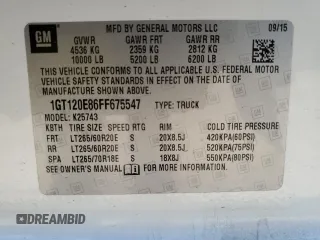 GM
MFD BY GENERAL MOTORS LLC
09/15
GVWR GAWR FRT GAWR RR
4536 KG 2359 KG 2812 KG
10000 LB 5200 LB 6200 LB
THIS VEHICLE CONFORMS TO ALL APPLICABLE U.S. FEDERAL MOTOR
VEHICLE SAFETY STANDARDS IN EFFECT ON THE DATE OF
MANUFACTURE SHOWN ABOVE.
1GT120E86FF675547 TYPE: TRUCK
MODEL: K25743
TIRE SIZE SPEED RTG RIM COLD TIRE PRESSURE
FRT LT265/60R20E S 20X8.5J 420KPA(60PSI)
RR LT265/60R20E S 20X8.5J 520KPA(75PSI)
SPA LT265/70R18E S 18X8J 550KPA(80PSI)
SEE OWNER'S MANUAL FOR ADDITIONAL INFORMATION
DREAMBID